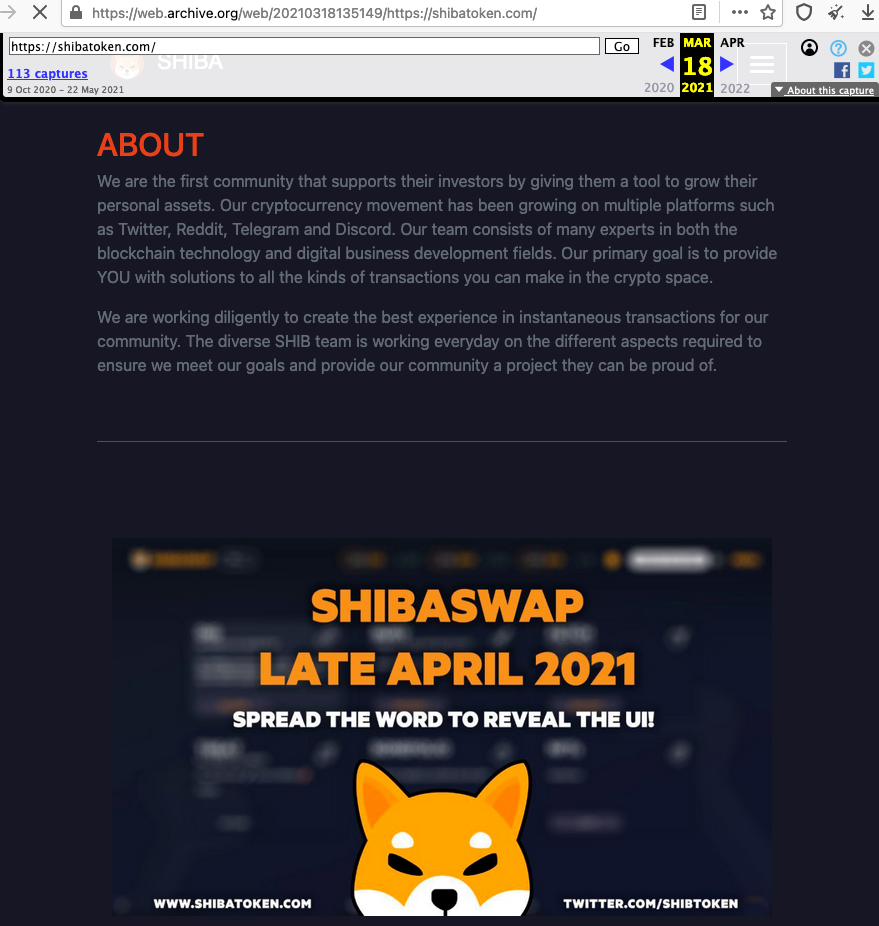 https://web.archive.org/web/20210318135149/https://shibatoken.com/
https://shibatoken.com/
Go
FEB MAR APR
SHIBA
18
113 captures
9 Oct 2020 – 22 May 2021
2020 2021 2022
About this capture
ABOUT
We are the first community that supports their investors by giving them a tool to grow their
personal assets. Our cryptocurrency movement has been growing on multiple platforms such
as Twitter, Reddit, Telegram and Discord. Our team consists of many experts in both the
blockchain technology and digital business development fields. Our primary goal is to provide
YOU with solutions to all the kinds of transactions you can make in the crypto space.
We are working diligently to create the best experience in instantaneous transactions for our
community. The diverse SHIB team is working everyday on the different aspects required to
ensure we meet our goals and provide our community a project they can be proud of.
SHIBASWAP
LATE APRIL 2021
SPREAD THE WORD TO REVEAL THE UI!
WWW.SHIBATOKEN.COM
TWITTER.COM/SHIBTOKEN